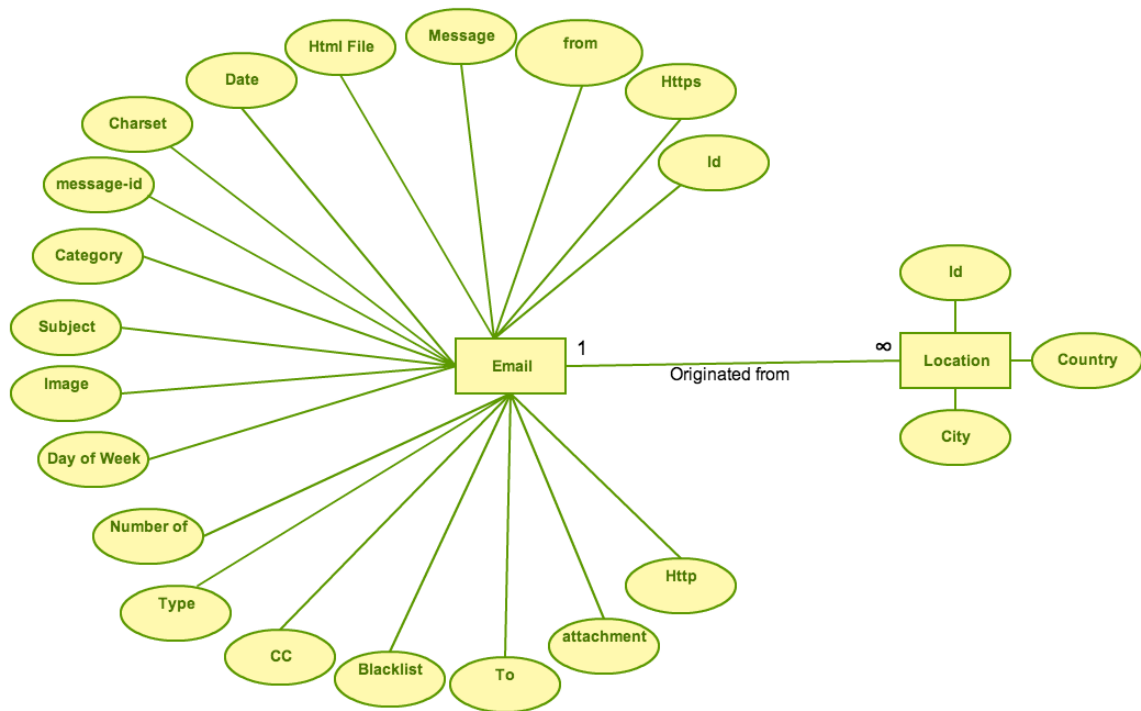 Message
from
Html File
Date
Https
Charset
Id
message-id
Category
Id
Subject
1
∞
Email
Originated from
Location
Country
Image
City
Day of Week
Number of
Http
Type
attachment
CC
Blacklist
To